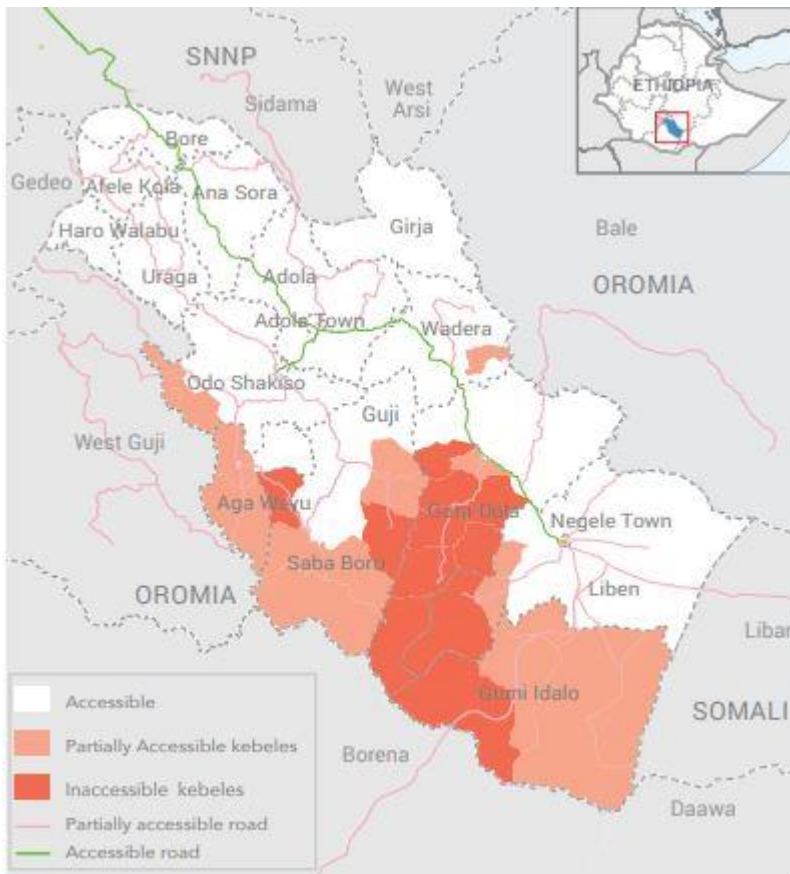 SNNP
Sidama
West
Arsi
ETHIOPIA
Bore
Gedeo
Afele Kola
Ana Sora
Girja
Haro Walabu
Bale
Uraga
Adola
OROMIA
Adola Town
Wadera
Odo Shakiso
Guji
West Guji
Aga Wayu
Goro Dola
Negele Town
Saba Boru
OROMIA
Liben
Liban
Gumi Idalo
SOMALI
Borena
Daawa
Accessible
Partially Accessible kebeles
Inaccessible kebeles
Partially accessible road
Accessible road